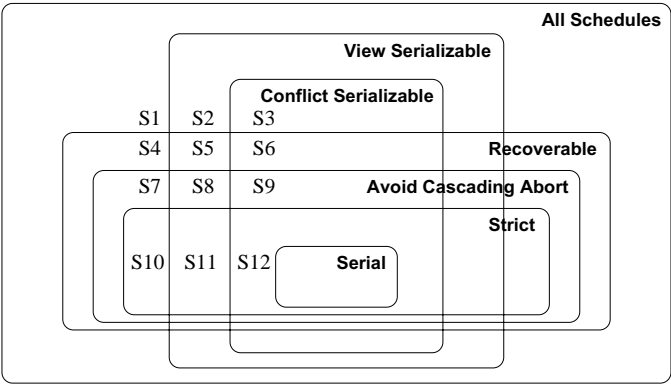 All Schedules
View Serializable
Conflict Serializable
S1 S2 S3
S4 S5 S6 Recoverable
S7 S8 S9 Avoid Cascading Abort
Strict
S10 S11 S12 Serial